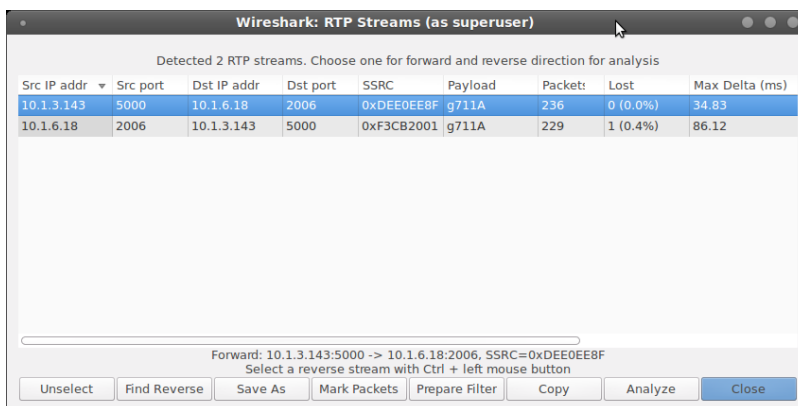 Wireshark: RTP Streams (as superuser)
Detected 2 RTP streams. Choose one for forward and reverse direction for analysis
Src IP addr Src port Dst IP addr Dst port SSRC Payload Packets Lost Max Delta (ms)
10.1.3.143 5000 10.1.6.18 2006 0xDEE0EE8F g711A 236 0 (0.0%) 34.83
10.1.6.18 2006 10.1.3.143 5000 0xF3CB2001 g711A 229 1 (0.4%) 86.12
Forward: 10.1.3.143:5000 -> 10.1.6.18:2006, SSRC=0xDEE0EE8F
Select a reverse stream with Ctrl + left mouse button
Unselect Find Reverse Save As Mark Packets Prepare Filter Copy Analyze Close